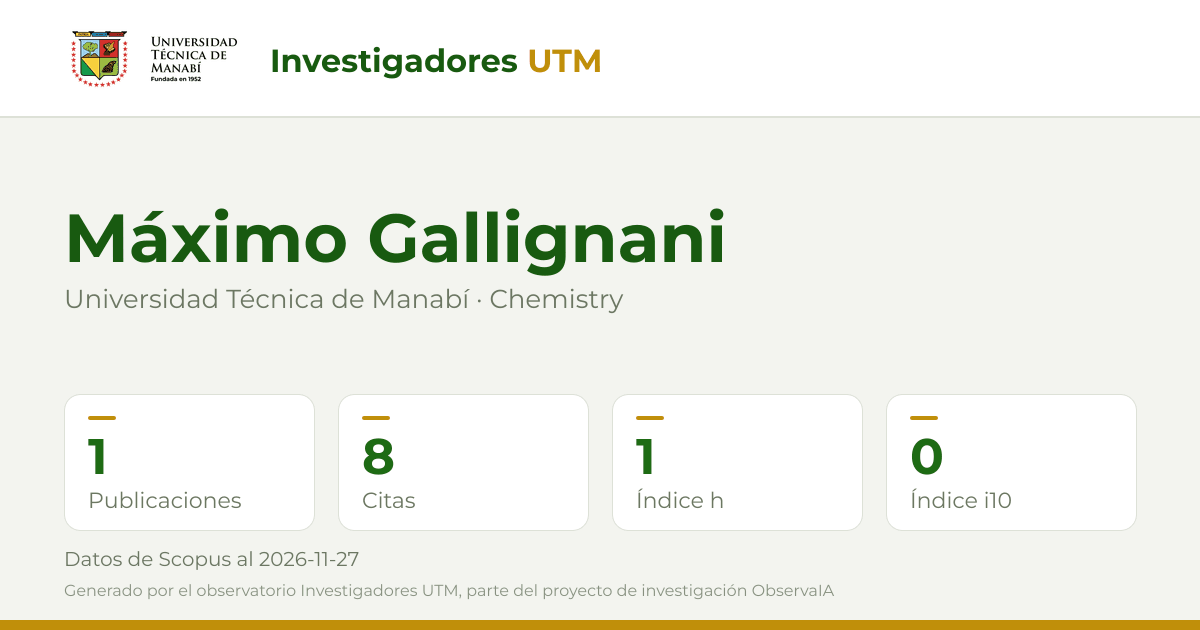 UNIVERSIDAD
TÉCNICA DE
MANABÍ
Fundada en 1952
Investigadores UTM
Máximo Gallignani
Universidad Técnica de Manabí · Chemistry
1
Publicaciones
8
Citas
1
Índice h
0
Índice i10
Datos de Scopus al 2026-11-27
Generado por el observatorio Investigadores UTM, parte del proyecto de investigación ObservaIA